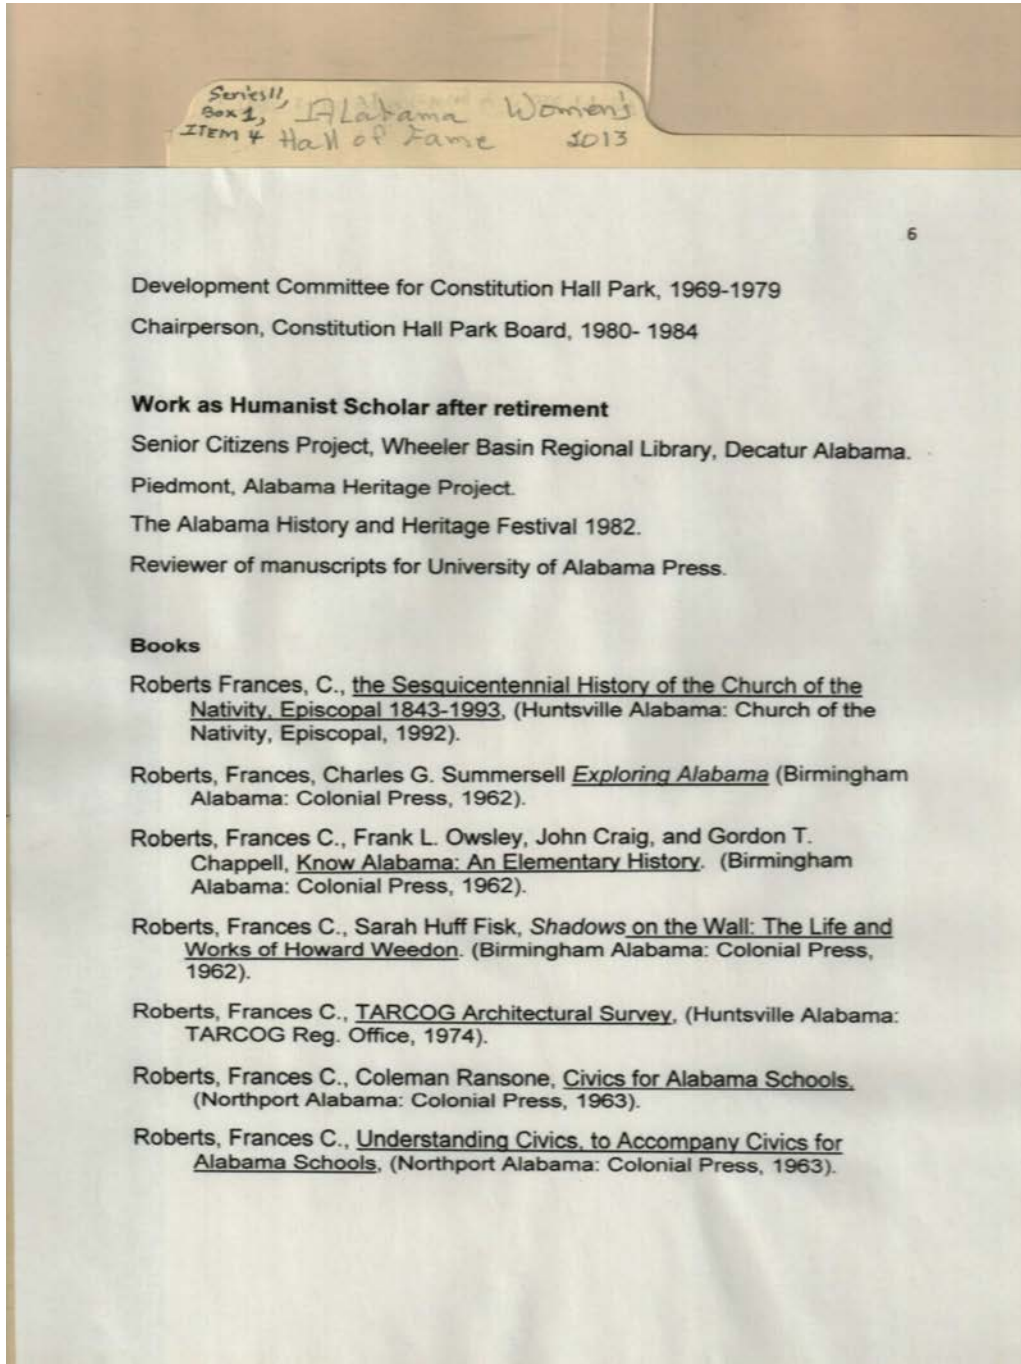 Series 11,
Box 1,
ITEM 4
Alabama Women's
Hall of Fame 2013
6
Development Committee for Constitution Hall Park, 1969-1979
Chairperson, Constitution Hall Park Board, 1980- 1984
Work as Humanist Scholar after retirement
Senior Citizens Project, Wheeler Basin Regional Library, Decatur Alabama.
Piedmont, Alabama Heritage Project.
The Alabama History and Heritage Festival 1982.
Reviewer of manuscripts for University of Alabama Press.
Books
Roberts Frances, C., the Sesquicentennial History of the Church of the
Nativity, Episcopal 1843-1993, (Huntsville Alabama: Church of the
Nativity, Episcopal, 1992).
Roberts, Frances, Charles G. Summersell Exploring Alabama (Birmingham
Alabama: Colonial Press, 1962).
Roberts, Frances C., Frank L. Owsley, John Craig, and Gordon T.
Chappell, Know Alabama: An Elementary History. (Birmingham
Alabama: Colonial Press, 1962).
Roberts, Frances C., Sarah Huff Fisk, Shadows on the Wall: The Life and
Works of Howard Weedon. (Birmingham Alabama: Colonial Press,
1962).
Roberts, Frances C., TARCOG Architectural Survey, (Huntsville Alabama:
TARCOG Reg. Office, 1974).
Roberts, Frances C., Coleman Ransone, Civics for Alabama Schools,
(Northport Alabama: Colonial Press, 1963).
Roberts, Frances C., Understanding Civics, to Accompany Civics for
Alabama Schools, (Northport Alabama: Colonial Press, 1963).